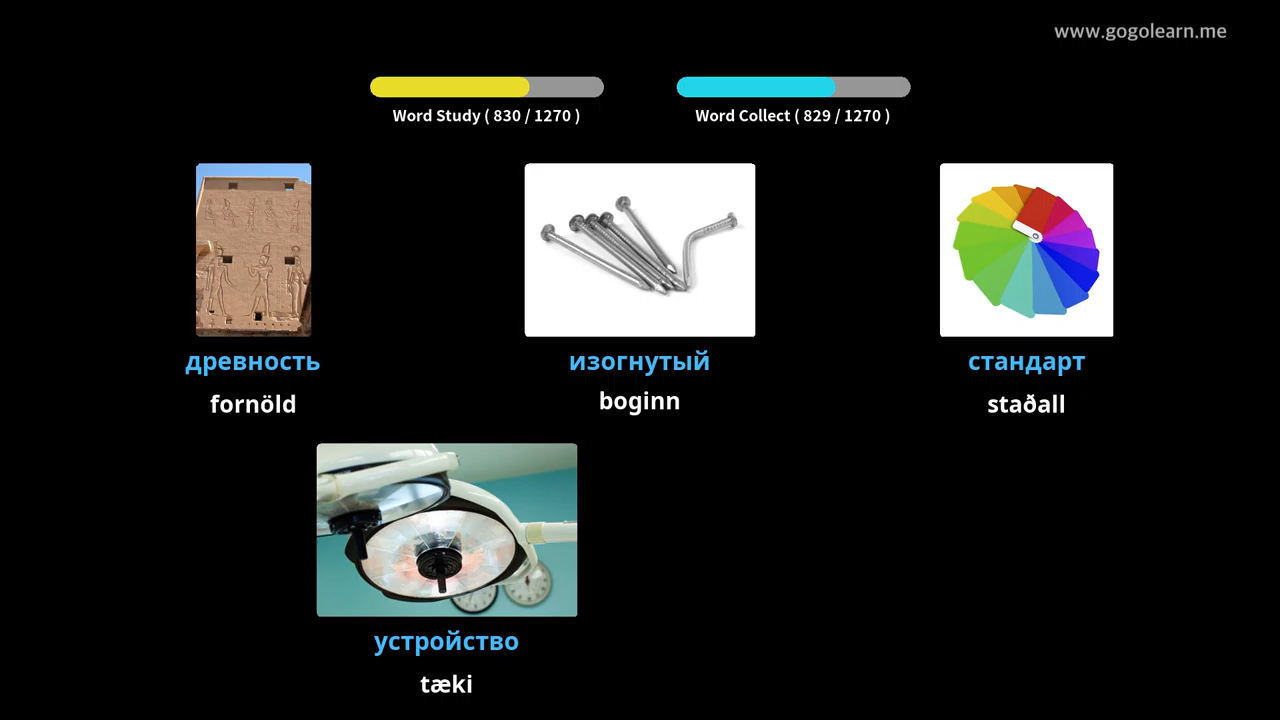 www.gogolearn.me
Word Study ( 830 / 1270 )
Word Collect ( 829 / 1270 )
древность
изогнутый
стандарт
fornöld
boginn
staðall
устройство
tæki